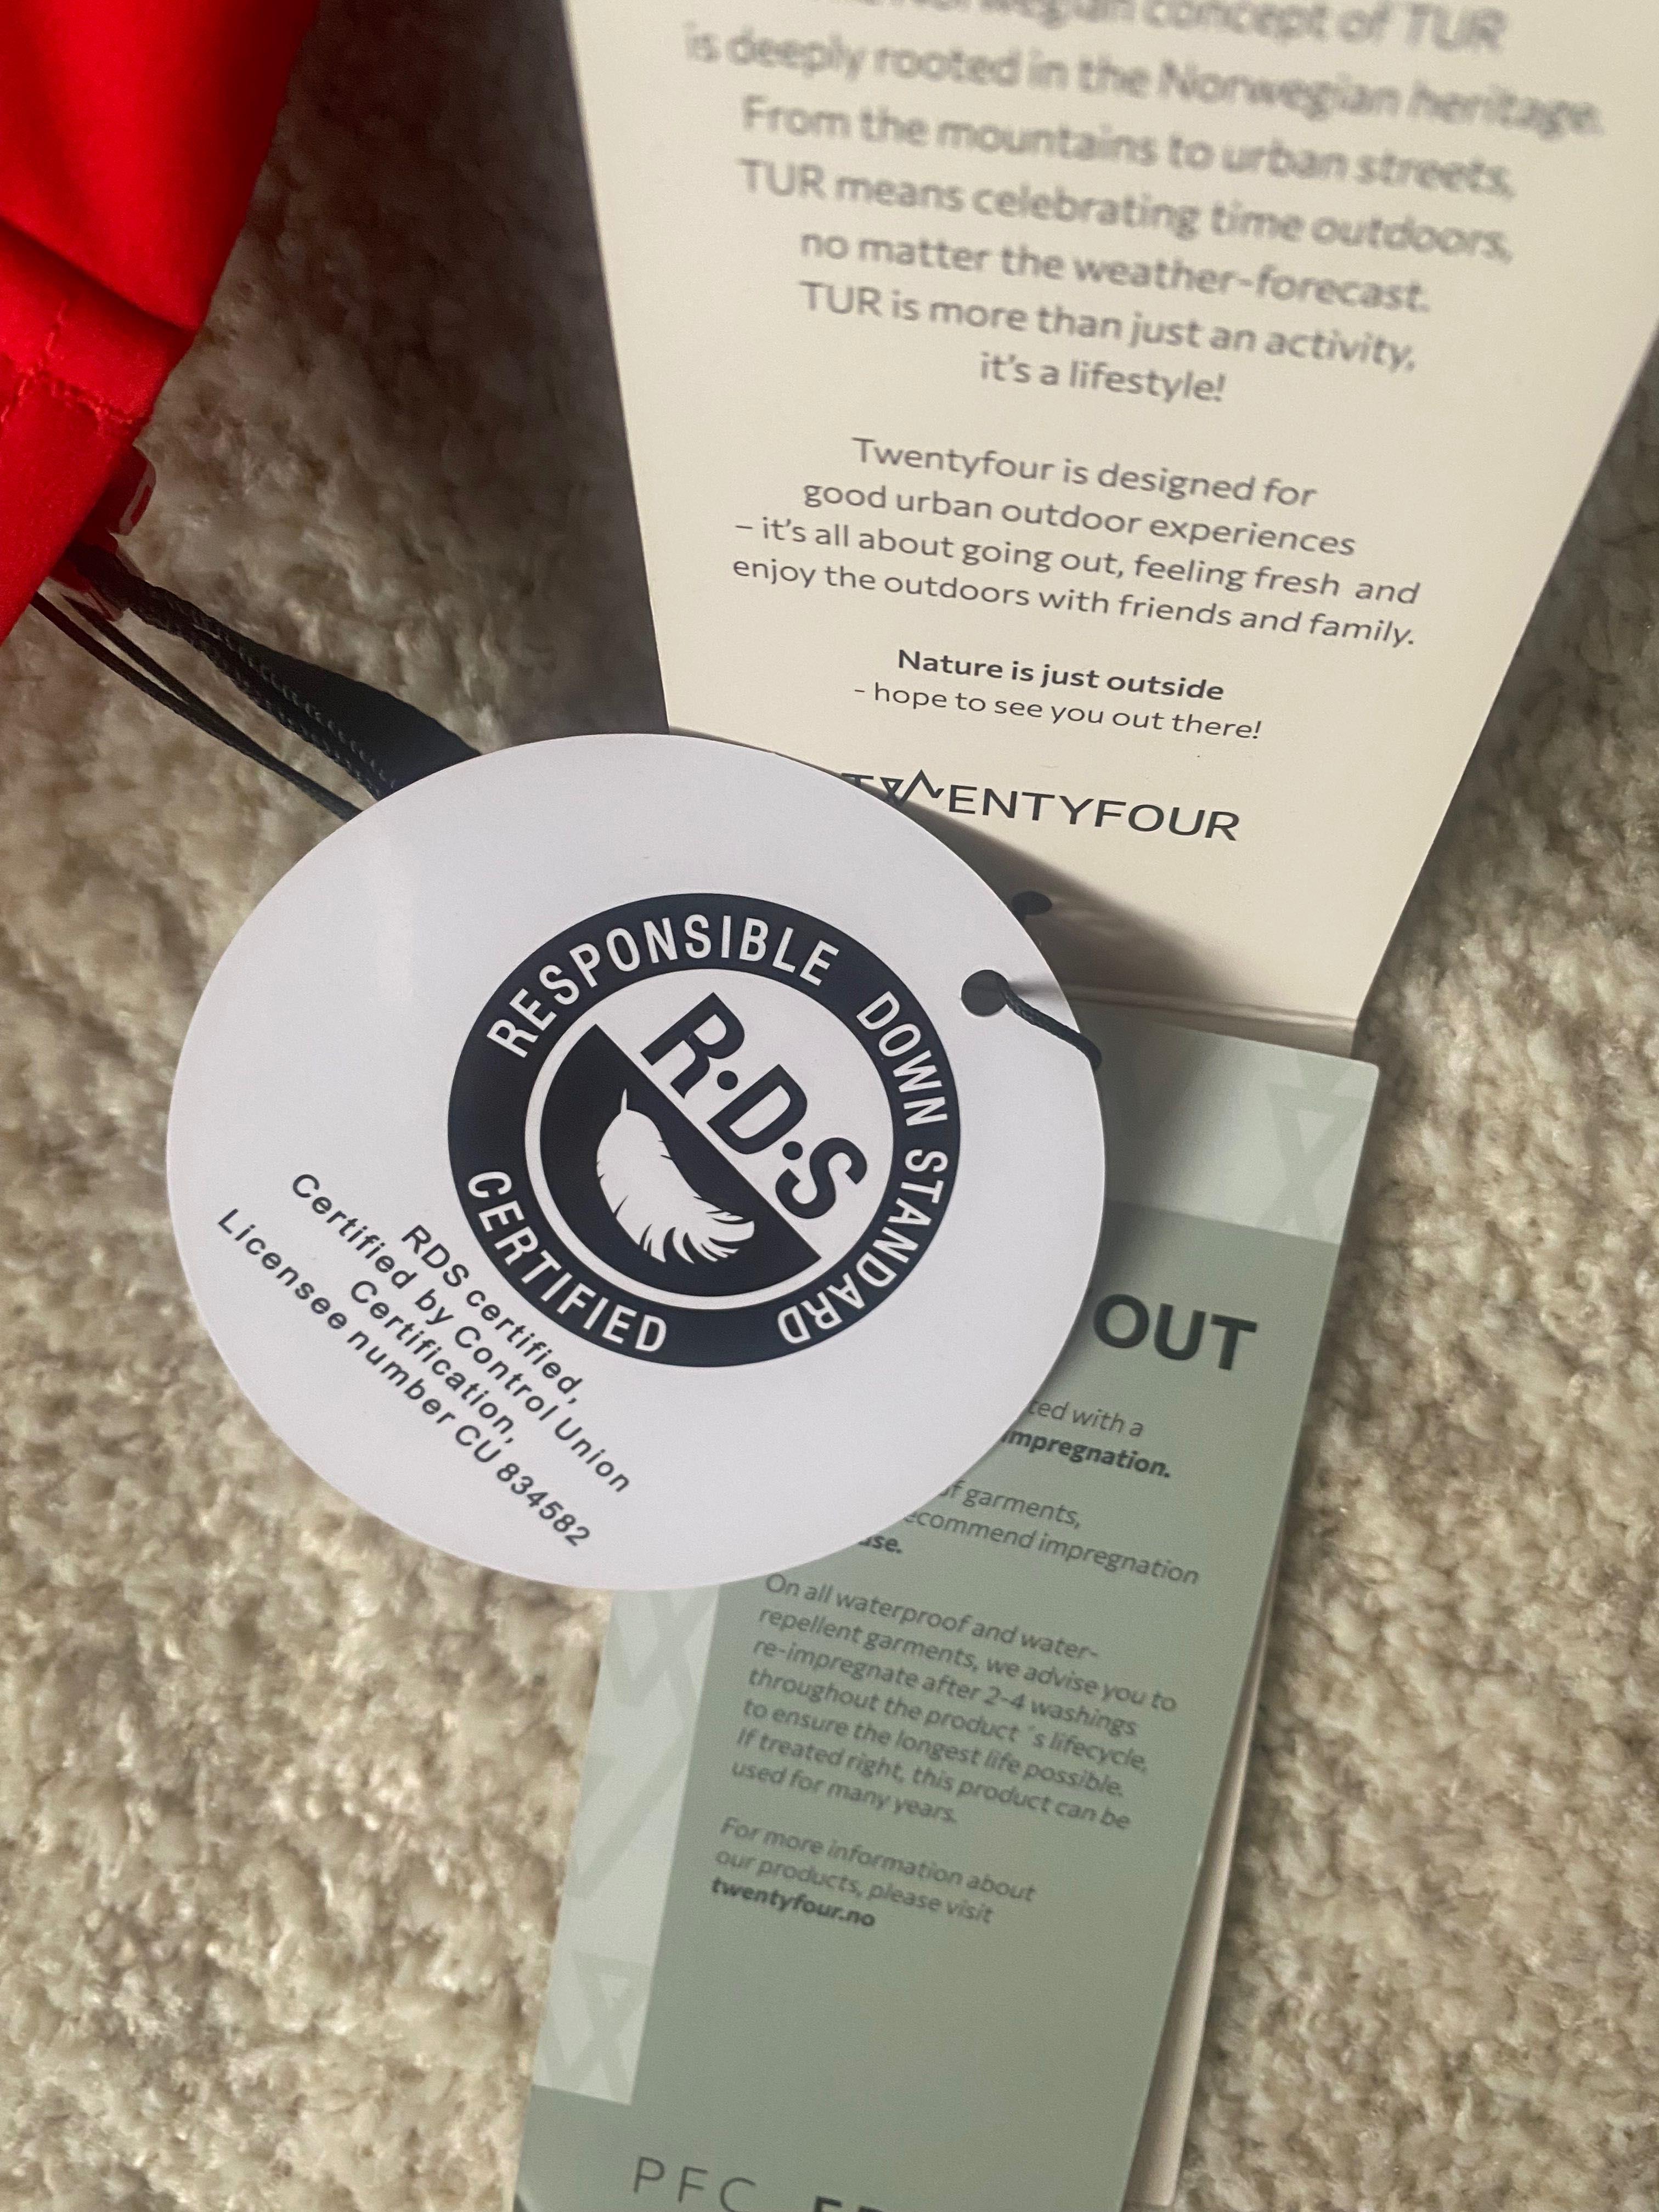 Norwegian concept of TUR
is deeply rooted in the Norwegian heritage.
From the mountains to urban streets,
TUR means celebrating time outdoors,
no matter the weather-forecast.
TUR is more than just an activity,
it's a lifestyle!
Twentyfour is designed for
good urban outdoor experiences
– it's all about going out, feeling fresh and
enjoy the outdoors with friends and family.
Nature is just outside
- hope to see you out there!
TWENTYFOUR
RESPONSIBLE DOWN STANDARD
R·D·S
CERTIFIED
RDS certified,
Certified by Control Union
Certification,
Licensee number CU 834582
OUT
with a
impregnation.
of garments,
recommend impregnation
On all waterproof and water-
repellent garments, we advise you to
re-impregnate after 2-4 washings
throughout the product ´s lifecycle,
to ensure the longest life possible.
If treated right, this product can be
used for many years.
For more information about
our products, please visit
twentyfour.no
PFC